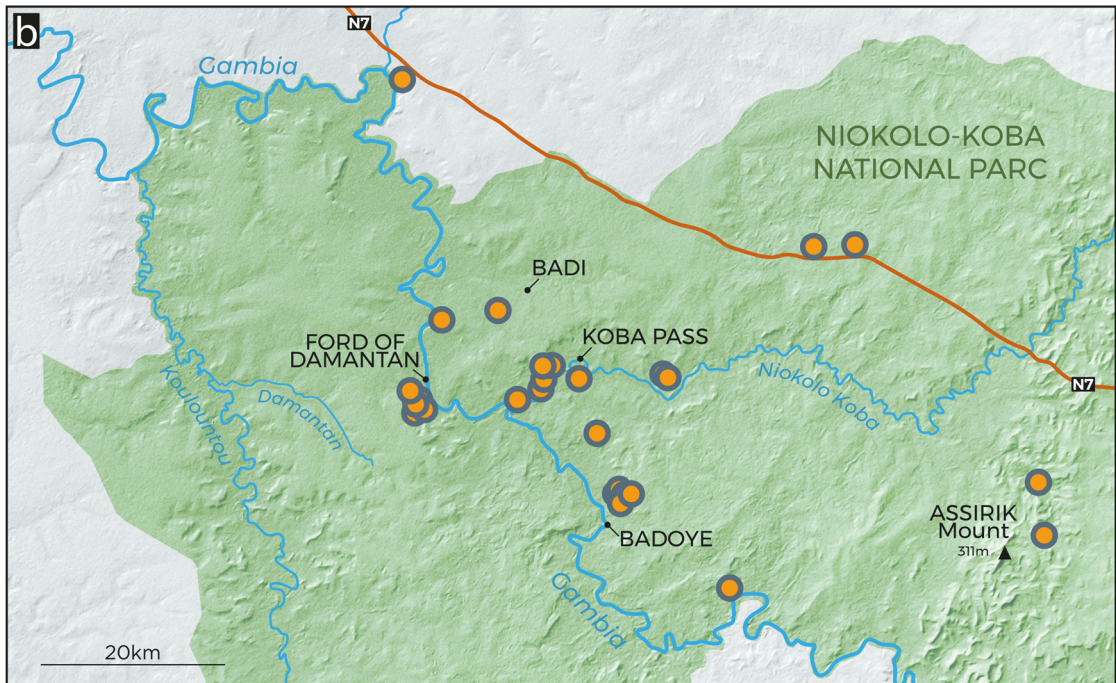 b
N7
Gambia
NIOKOLO-KOBA
NATIONAL PARC
BADI
FORD OF
DAMANTAN
KOBA PASS
Koulountou
Damantan
Niokolo Koba
N7
ASSIRIK
Mount
311m
BADOYE
Gambia
20km